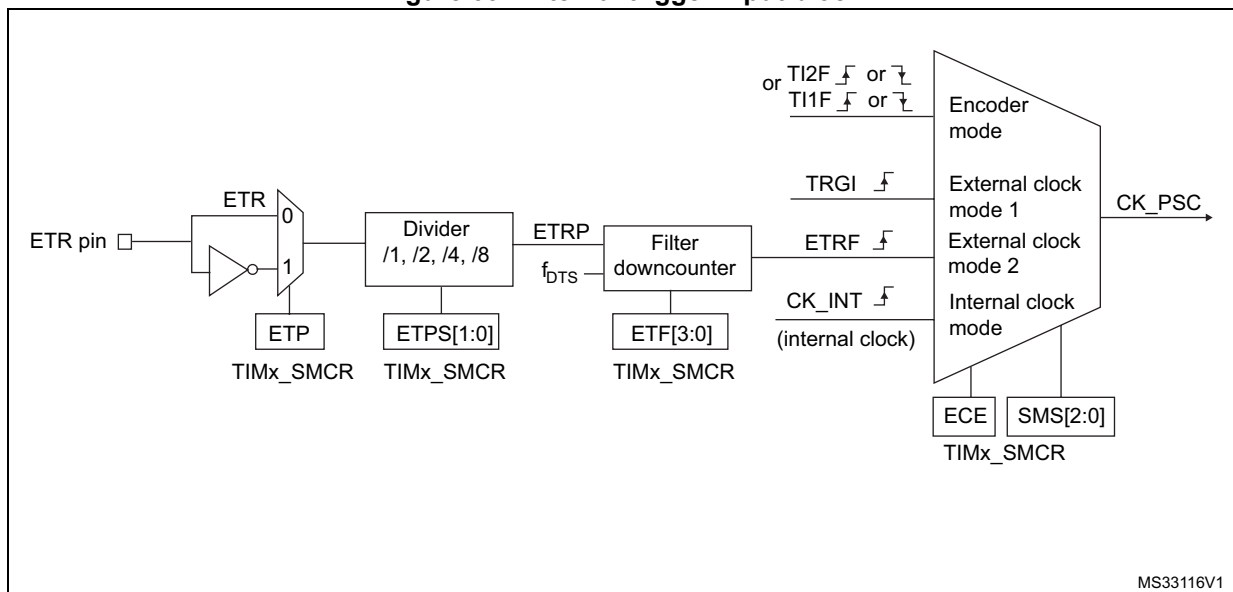 or TI2F or
TI1F or
Encoder
mode
TRGI
External clock
mode 1
CK_PSC
ETR
0
ETR pin
1
Divider
/1, /2, /4, /8
ETRP
fDTS
Filter
downcounter
ETRF
External clock
mode 2
CK_INT
(internal clock)
Internal clock
mode
ETP
TIMx_SMCR
ETPS[1:0]
TIMx_SMCR
ETF[3:0]
TIMx_SMCR
ECE
SMS[2:0]
TIMx_SMCR
MS33116V1